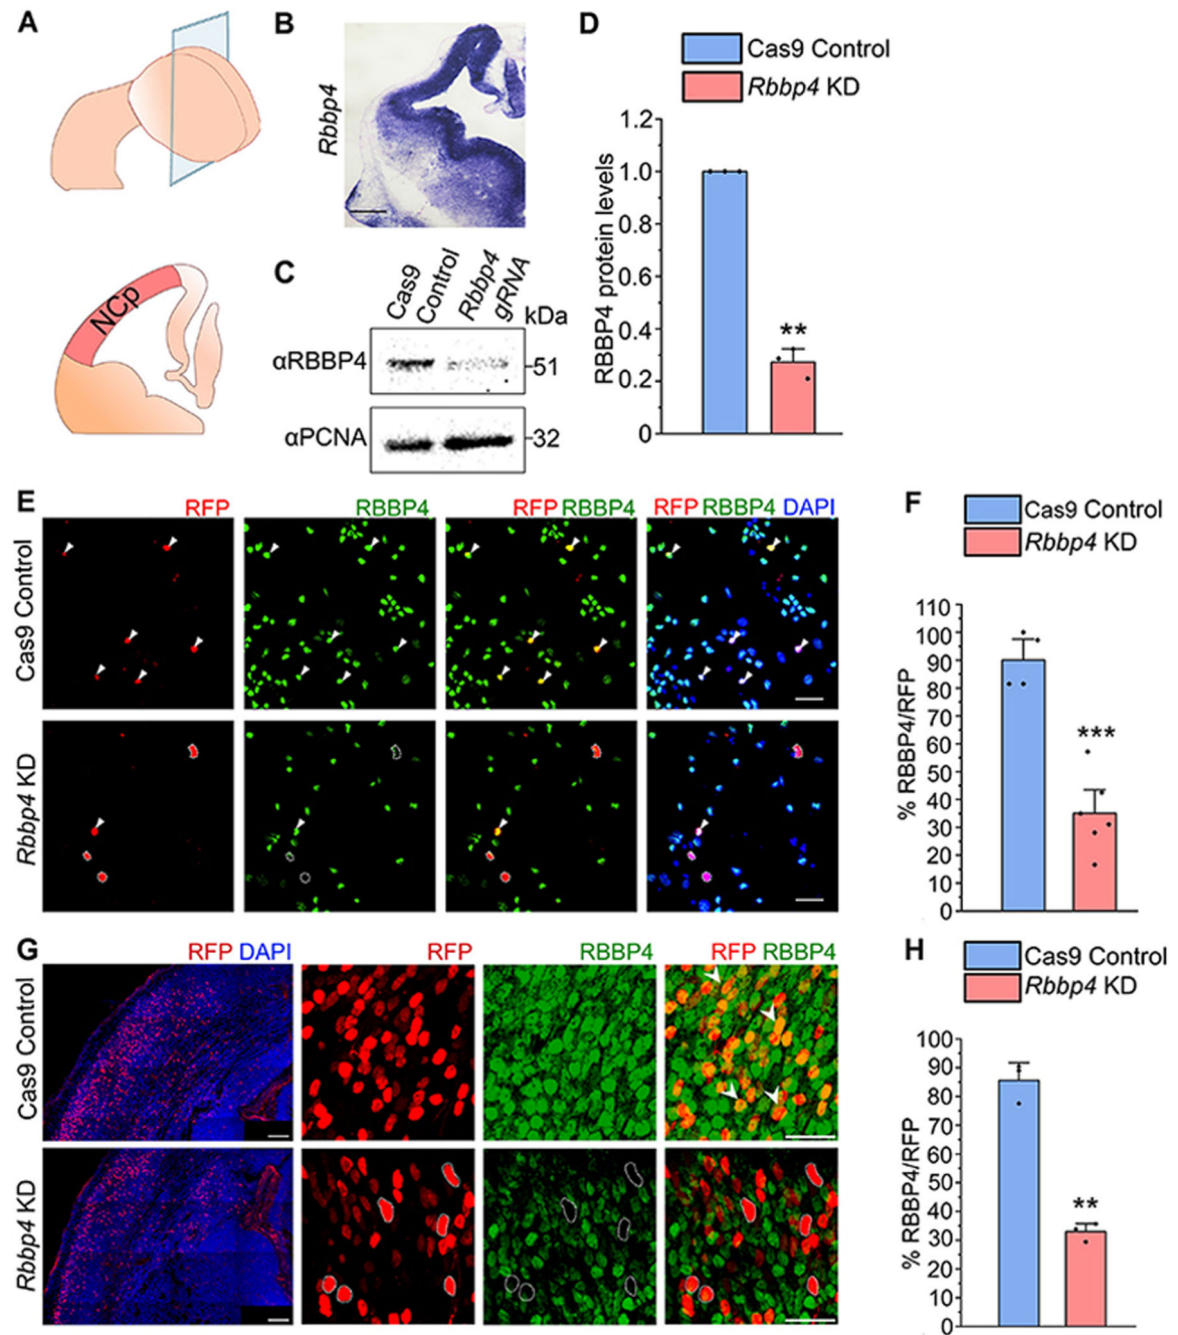 A
NCp
B
Rbbp4
C
Cas9
Control
Rbbp4
gRNA
kDa
αRBBP4
51
αPCNA
32
D
Cas9 Control
Rbbp4 KD
RBBP4 protein levels
1.2
1.0
0.8
0.6
0.4
0.2
0
**
E
RFP
RBBP4
RFP RBBP4
RFP RBBP4 DAPI
Cas9 Control
Rbbp4 KD
F
Cas9 Control
Rbbp4 KD
% RBBP4/RFP
110
100
90
80
70
60
50
40
30
20
10
0
***
G
RFP DAPI
RFP
RBBP4
RFP RBBP4
Cas9 Control
Rbbp4 KD
H
Cas9 Control
Rbbp4 KD
% RBBP4/RFP
100
90
80
70
60
50
40
30
20
10
0
**